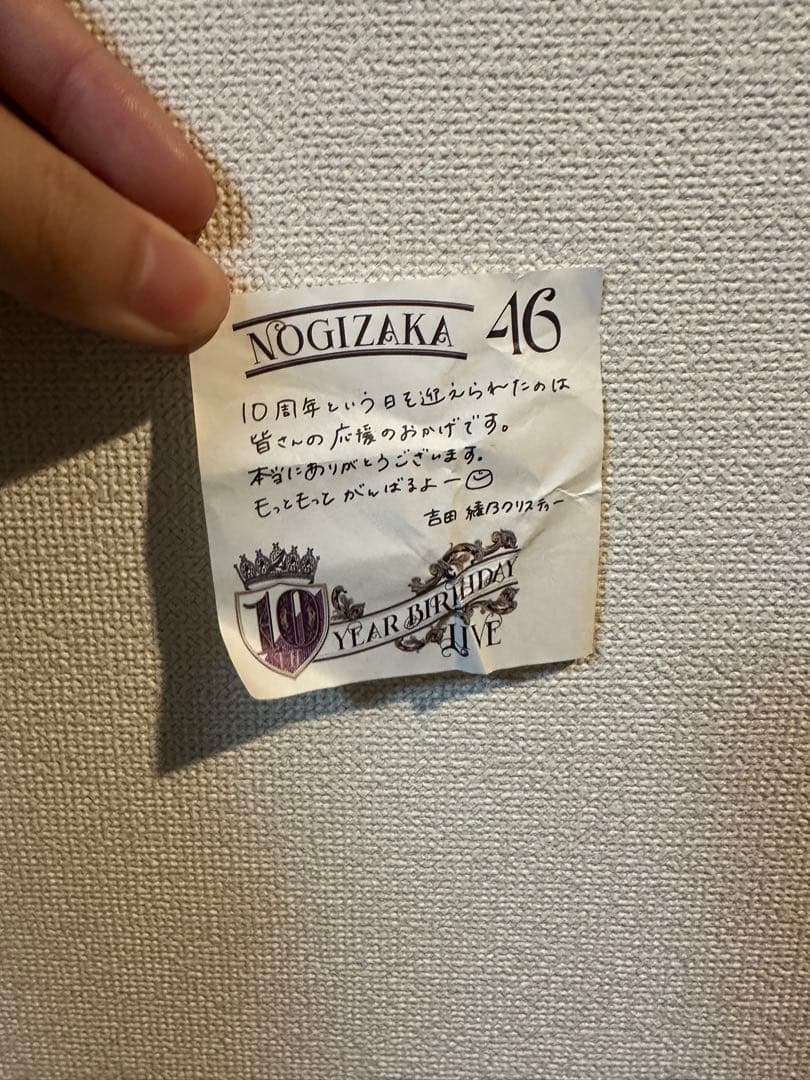 NOGIZAKA 46
10周年という日を迎えられたのは
皆さんの応援のおかげです。
本当にありがとうございます。
もっともっとがんばるよー
吉田 綾乃クリスティー
10 YEAR BIRTHDAY
LIVE